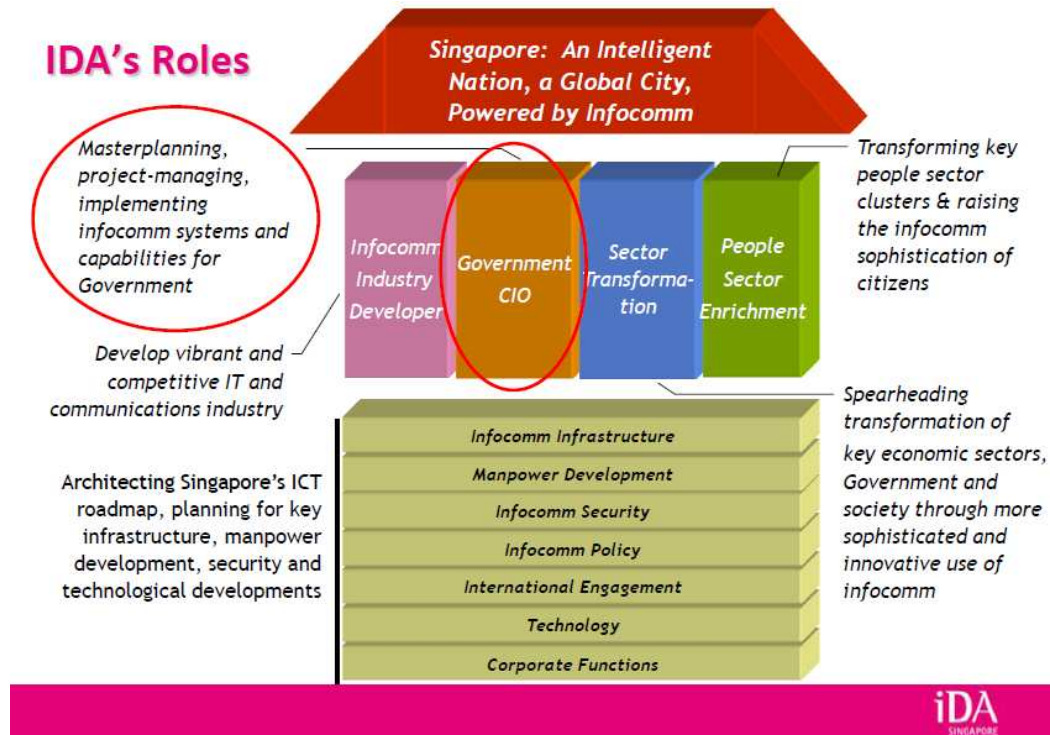 IDA's Roles
Singapore: An Intelligent
Nation, a Global City,
Powered by Infocomm
Masterplanning,
project-managing,
implementing
infocomm systems and
capabilities for
Government
Transforming key
people sector
clusters & raising
the infocomm
sophistication of
citizens
Infocomm
Industry
Developer
Government
CIO
Sector
Transforma-
tion
People
Sector
Enrichment
Develop vibrant and
competitive IT and
communications industry
Spearheading
transformation of
key economic sectors,
Government and
society through more
sophisticated and
innovative use of
infocomm
Architecting Singapore's ICT
roadmap, planning for key
infrastructure, manpower
development, security and
technological developments
Infocomm Infrastructure
Manpower Development
Infocomm Security
Infocomm Policy
International Engagement
Technology
Corporate Functions
iDA
SINGAPORE